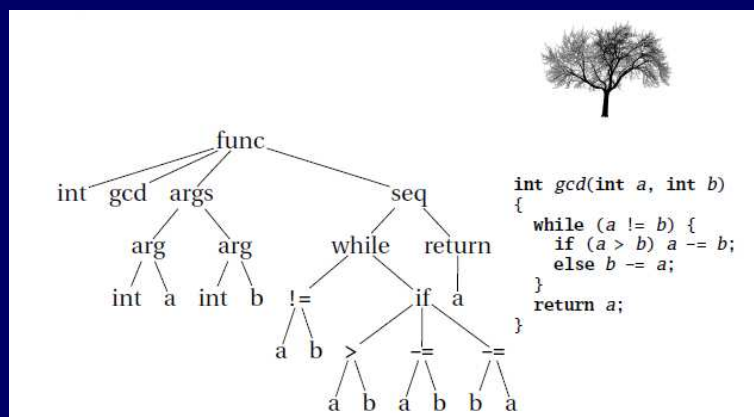 func
int gcd args seq
arg arg while return
int a int b != if a
a b > -= -=
a b a b b a
int gcd(int a, int b)
{
while (a != b) {
if (a > b) a -= b;
else b -= a;
}
return a;
}